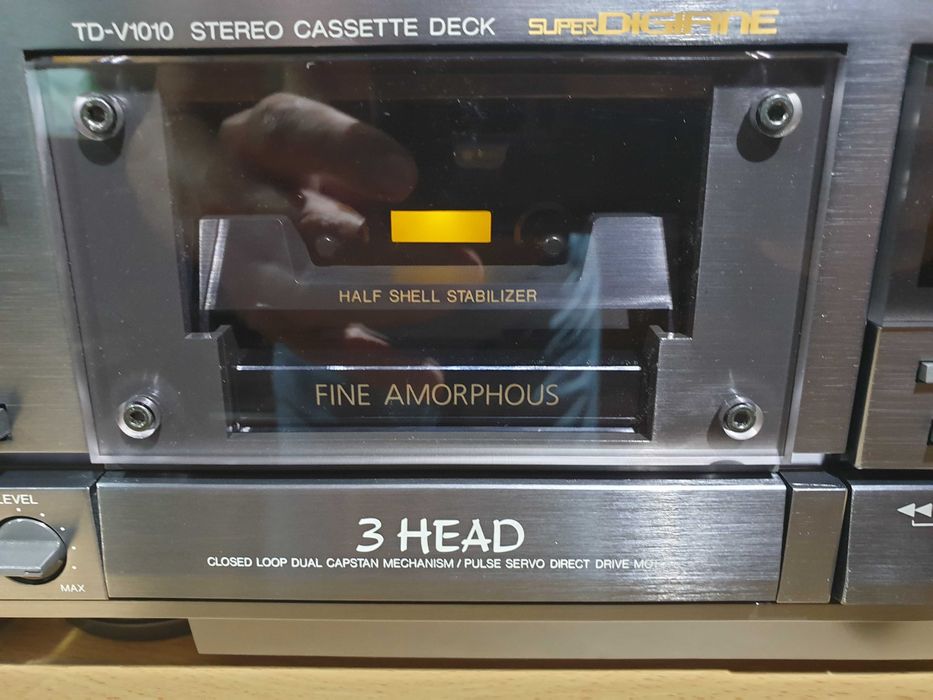 TD-V1010 STEREO CASSETTE DECK SUPER DIGIFINE
HALF SHELL STABILIZER
FINE AMORPHOUS
LEVEL
MAX
3 HEAD
CLOSED LOOP DUAL CAPSTAN MECHANISM / PULSE SERVO DIRECT DRIVE